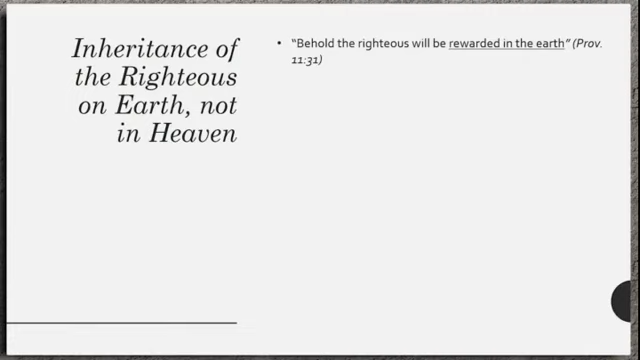 Inheritance of
the Righteous
on Earth, not
in Heaven
• “Behold the righteous will be rewarded in the earth” (Prov.
11:31)